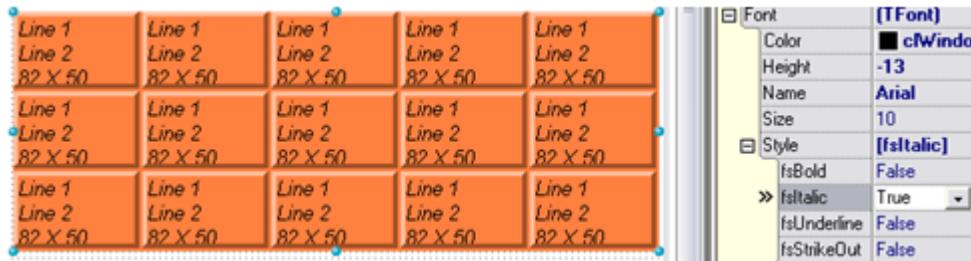 Line 1 Line 1 Line 1 Line 1 Line 1
Line 2 Line 2 Line 2 Line 2 Line 2
82 X 50 82 X 50 82 X 50 82 X 50 82 X 50
Line 1 Line 1 Line 1 Line 1 Line 1
Line 2 Line 2 Line 2 Line 2 Line 2
82 X 50 82 X 50 82 X 50 82 X 50 82 X 50
Line 1 Line 1 Line 1 Line 1 Line 1
Line 2 Line 2 Line 2 Line 2 Line 2
82 X 50 82 X 50 82 X 50 82 X 50 82 X 50
Font (TFont)
Color clWindo
Height -13
Name Arial
Size 10
Style [fsItalic]
fsBold False
fsItalic True
fsUnderline False
fsStrikeOut False